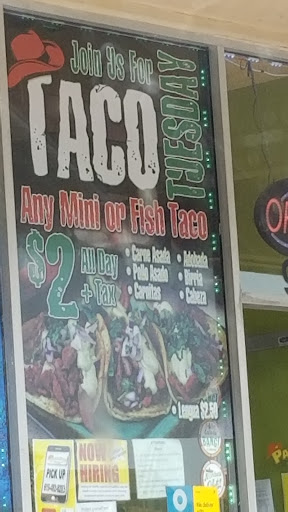 Join Us For
TACO
TUESDAY
Any Mini or Fish Taco
$2
All Day
+ Tax
• Carne Asada
• Pollo Asado
• Carnitas
• Adobada
• Birria
• Cabeza
• Lengua $2.50
PICK UP
NOW
HIRING